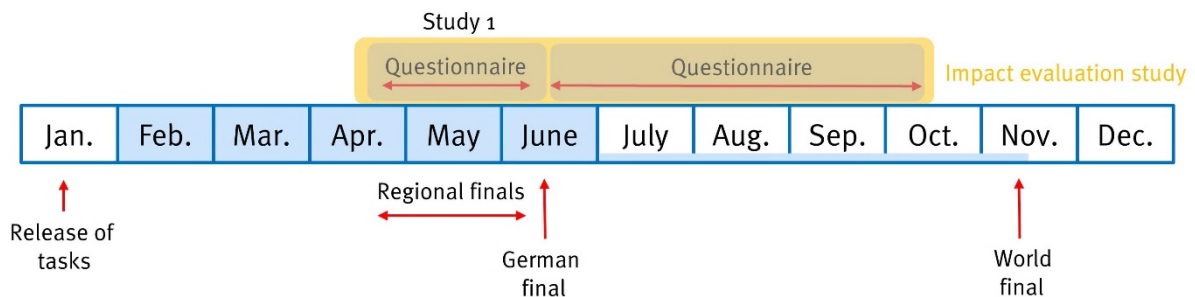 Study 1
Questionnaire
Questionnaire
Impact evaluation study
Jan.
Feb.
Mar.
Apr.
May
June
July
Aug.
Sep.
Oct.
Nov.
Dec.
Regional finals
Release of
tasks
German
final
World
final